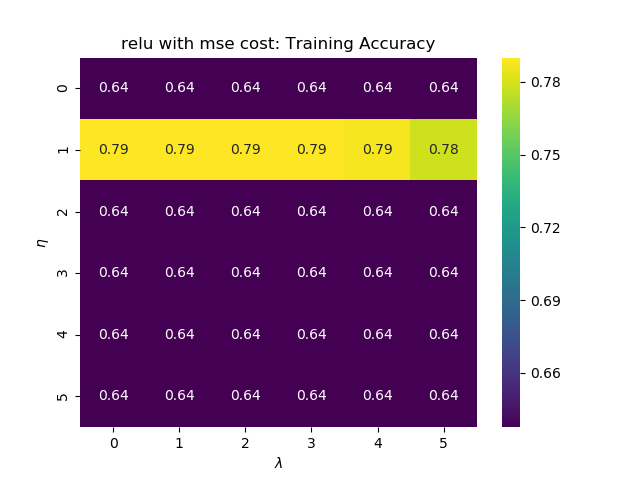 relu with mse cost: Training Accuracy
0 0.64 0.64 0.64 0.64 0.64 0.64
1 0.79 0.79 0.79 0.79 0.79 0.78
2 0.64 0.64 0.64 0.64 0.64 0.64
3 0.64 0.64 0.64 0.64 0.64 0.64
4 0.64 0.64 0.64 0.64 0.64 0.64
5 0.64 0.64 0.64 0.64 0.64 0.64
η
0 1 2 3 4 5
λ
0.78
0.75
0.72
0.69
0.66